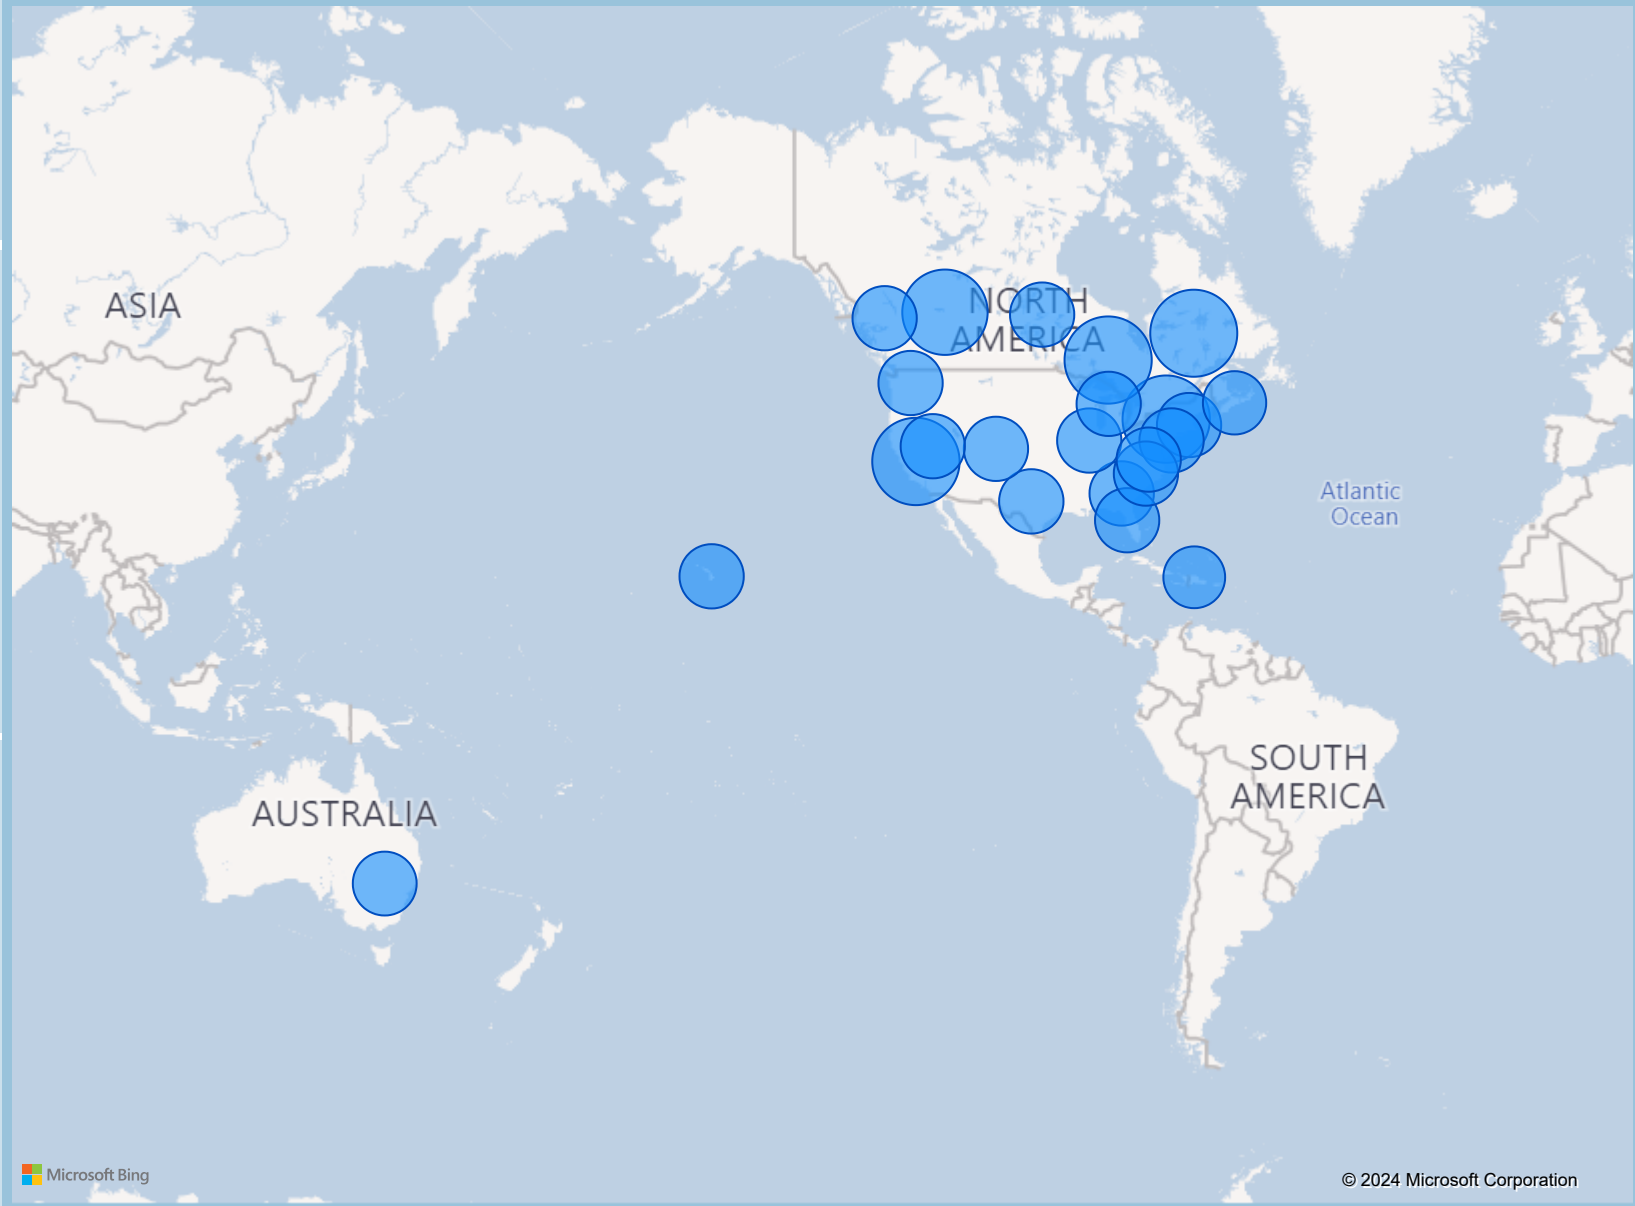 ASIA
NORTH
AMERICA
Atlantic
Ocean
SOUTH
AMERICA
AUSTRALIA
Microsoft Bing
© 2024 Microsoft Corporation